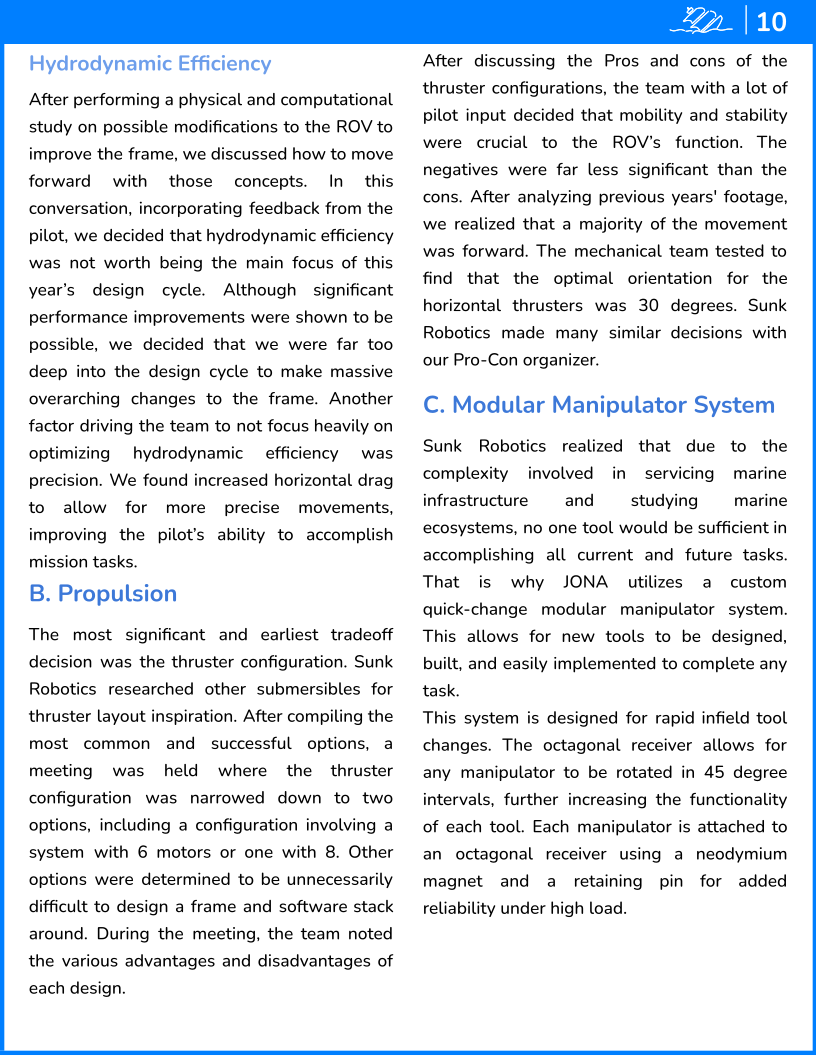 10
Hydrodynamic Efficiency
After performing a physical and computational
study on possible modifications to the ROV to
improve the frame, we discussed how to move
forward with those concepts. In this
conversation, incorporating feedback from the
pilot, we decided that hydrodynamic efficiency
was not worth being the main focus of this
year's design cycle. Although significant
performance improvements were shown to be
possible, we decided that we were far too
deep into the design cycle to make massive
overarching changes to the frame. Another
factor driving the team to not focus heavily on
optimizing hydrodynamic efficiency was
precision. We found increased horizontal drag
to allow for more precise movements,
improving the pilot's ability to accomplish
mission tasks.
B. Propulsion
The most significant and earliest tradeoff
decision was the thruster configuration. Sunk
Robotics researched other submersibles for
thruster layout inspiration. After compiling the
most common and successful options, a
meeting was held where the thruster
configuration was narrowed down to two
options, including a configuration involving a
system with 6 motors or one with 8. Other
options were determined to be unnecessarily
difficult to design a frame and software stack
around. During the meeting, the team noted
the various advantages and disadvantages of
each design.
After discussing the Pros and cons of the
thruster configurations, the team with a lot of
pilot input decided that mobility and stability
were crucial to the ROV's function. The
negatives were far less significant than the
cons. After analyzing previous years' footage,
we realized that a majority of the movement
was forward. The mechanical team tested to
find that the optimal orientation for the
horizontal thrusters was 30 degrees. Sunk
Robotics made many similar decisions with
our Pro-Con organizer.
C. Modular Manipulator System
Sunk Robotics realized that due to the
complexity involved in servicing marine
infrastructure and studying marine
ecosystems, no one tool would be sufficient in
accomplishing all current and future tasks.
That is why JONA utilizes a custom
quick-change modular manipulator system.
This allows for new tools to be designed,
built, and easily implemented to complete any
task.
This system is designed for rapid infield tool
changes. The octagonal receiver allows for
any manipulator to be rotated in 45 degree
intervals, further increasing the functionality
of each tool. Each manipulator is attached to
an octagonal receiver using a neodymium
magnet and a retaining pin for added
reliability under high load.